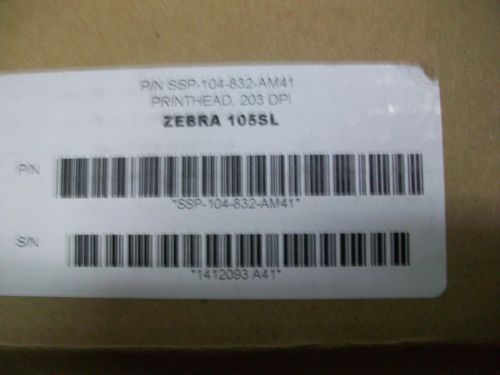 P/N SSP-104-832-AM41
PRINTHEAD, 203 DPI
ZEBRA 105SL
P/N
*SSP-104-832-AM41*
S/N
*1412093 A41*